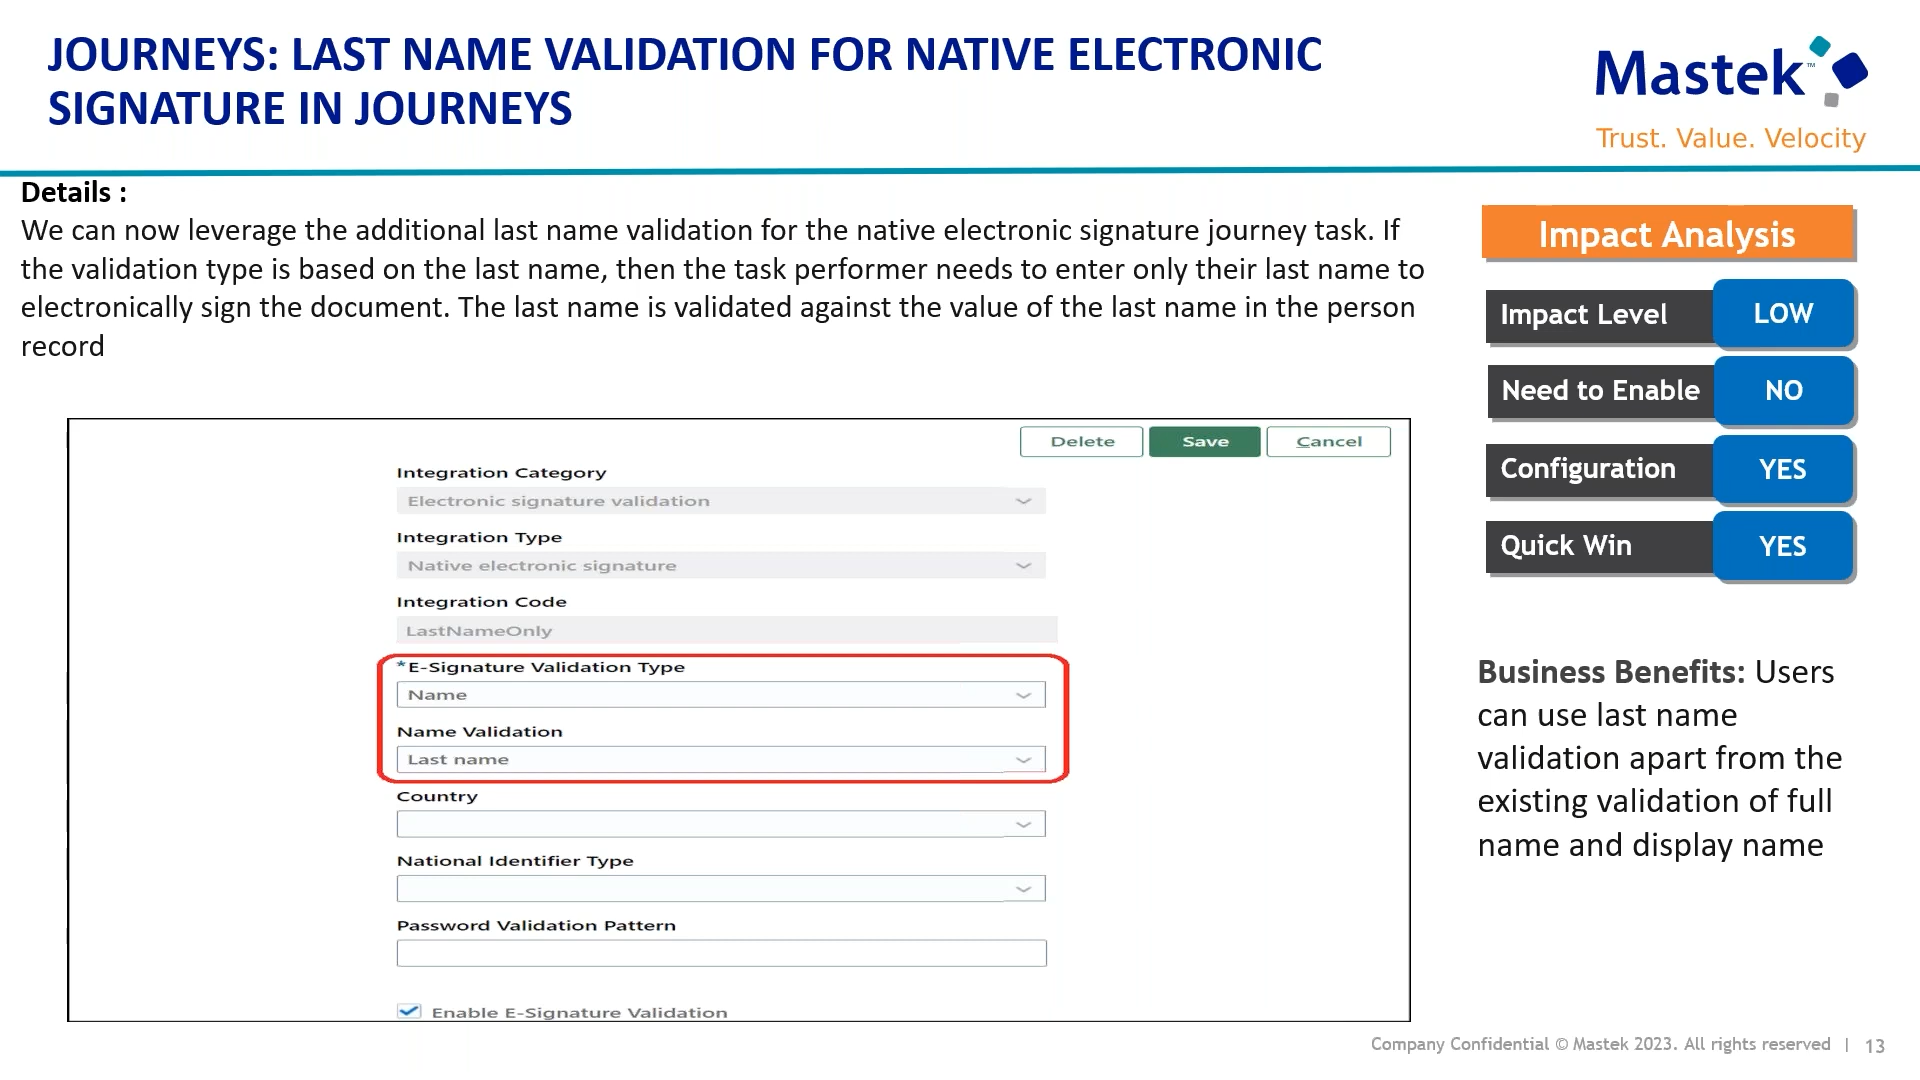 JOURNEYS: LAST NAME VALIDATION FOR NATIVE ELECTRONIC
SIGNATURE IN JOURNEYS
Mastek™
Trust. Value. Velocity
Details :
We can now leverage the additional last name validation for the native electronic signature journey task. If
the validation type is based on the last name, then the task performer needs to enter only their last name to
electronically sign the document. The last name is validated against the value of the last name in the person
record
Delete Save Cancel
Integration Category
Electronic signature validation
Integration Type
Native electronic signature
Integration Code
LastNameOnly
*E-Signature Validation Type
Name
Name Validation
Last name
Country
National Identifier Type
Password Validation Pattern
Enable E-Signature Validation
Impact Analysis
Impact Level LOW
Need to Enable NO
Configuration YES
Quick Win YES
Business Benefits: Users
can use last name
validation apart from the
existing validation of full
name and display name
Company Confidential © Mastek 2023. All rights reserved | 13